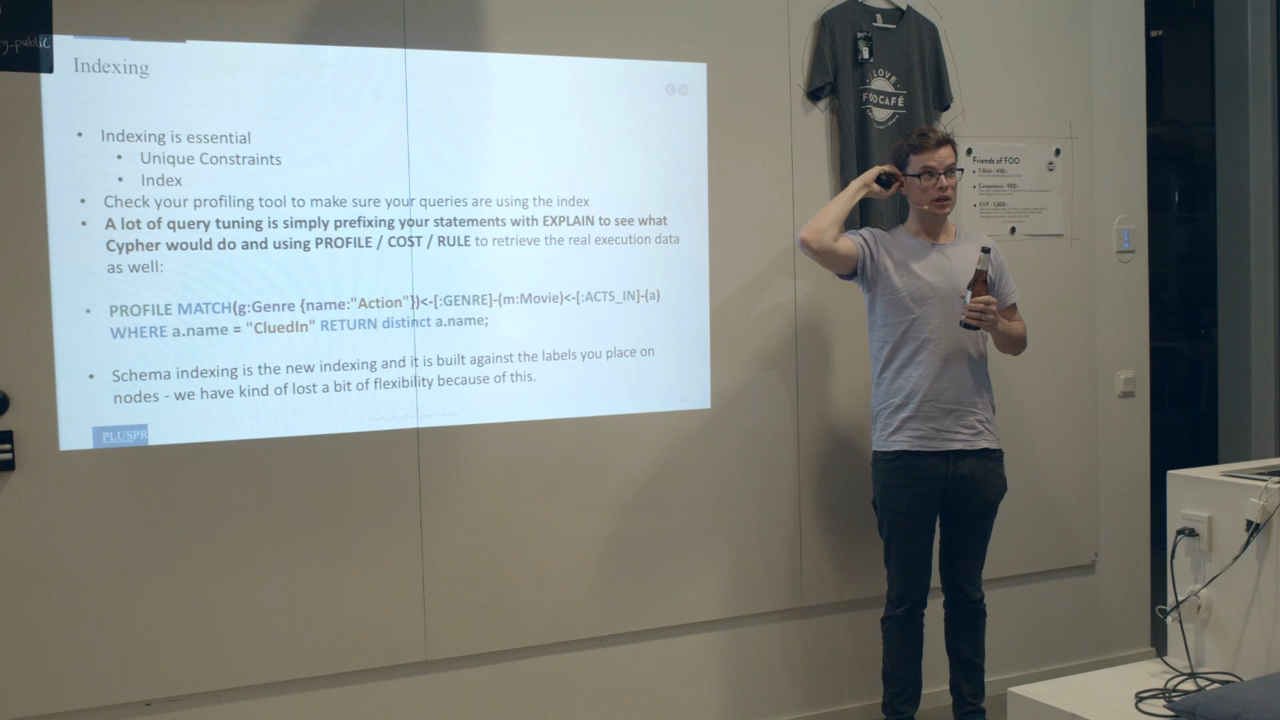 y_public
Indexing
• Indexing is essential
• Unique Constraints
• Index
• Check your profiling tool to make sure your queries are using the index
• A lot of query tuning is simply prefixing your statements with EXPLAIN to see what
Cypher would do and using PROFILE / COST / RULE to retrieve the real execution data
as well:
• PROFILE MATCH(g:Genre {name:"Action"})<-[:GENRE]-(m:Movie)<-[:ACTS_IN]-(a)
WHERE a.name = "CluedIn" RETURN distinct a.name;
• Schema indexing is the new indexing and it is built against the labels you place on
nodes - we have kind of lost a bit of flexibility because of this.
PLUSPR
I LOVE
FOOCAFÉ
Friends of FOO